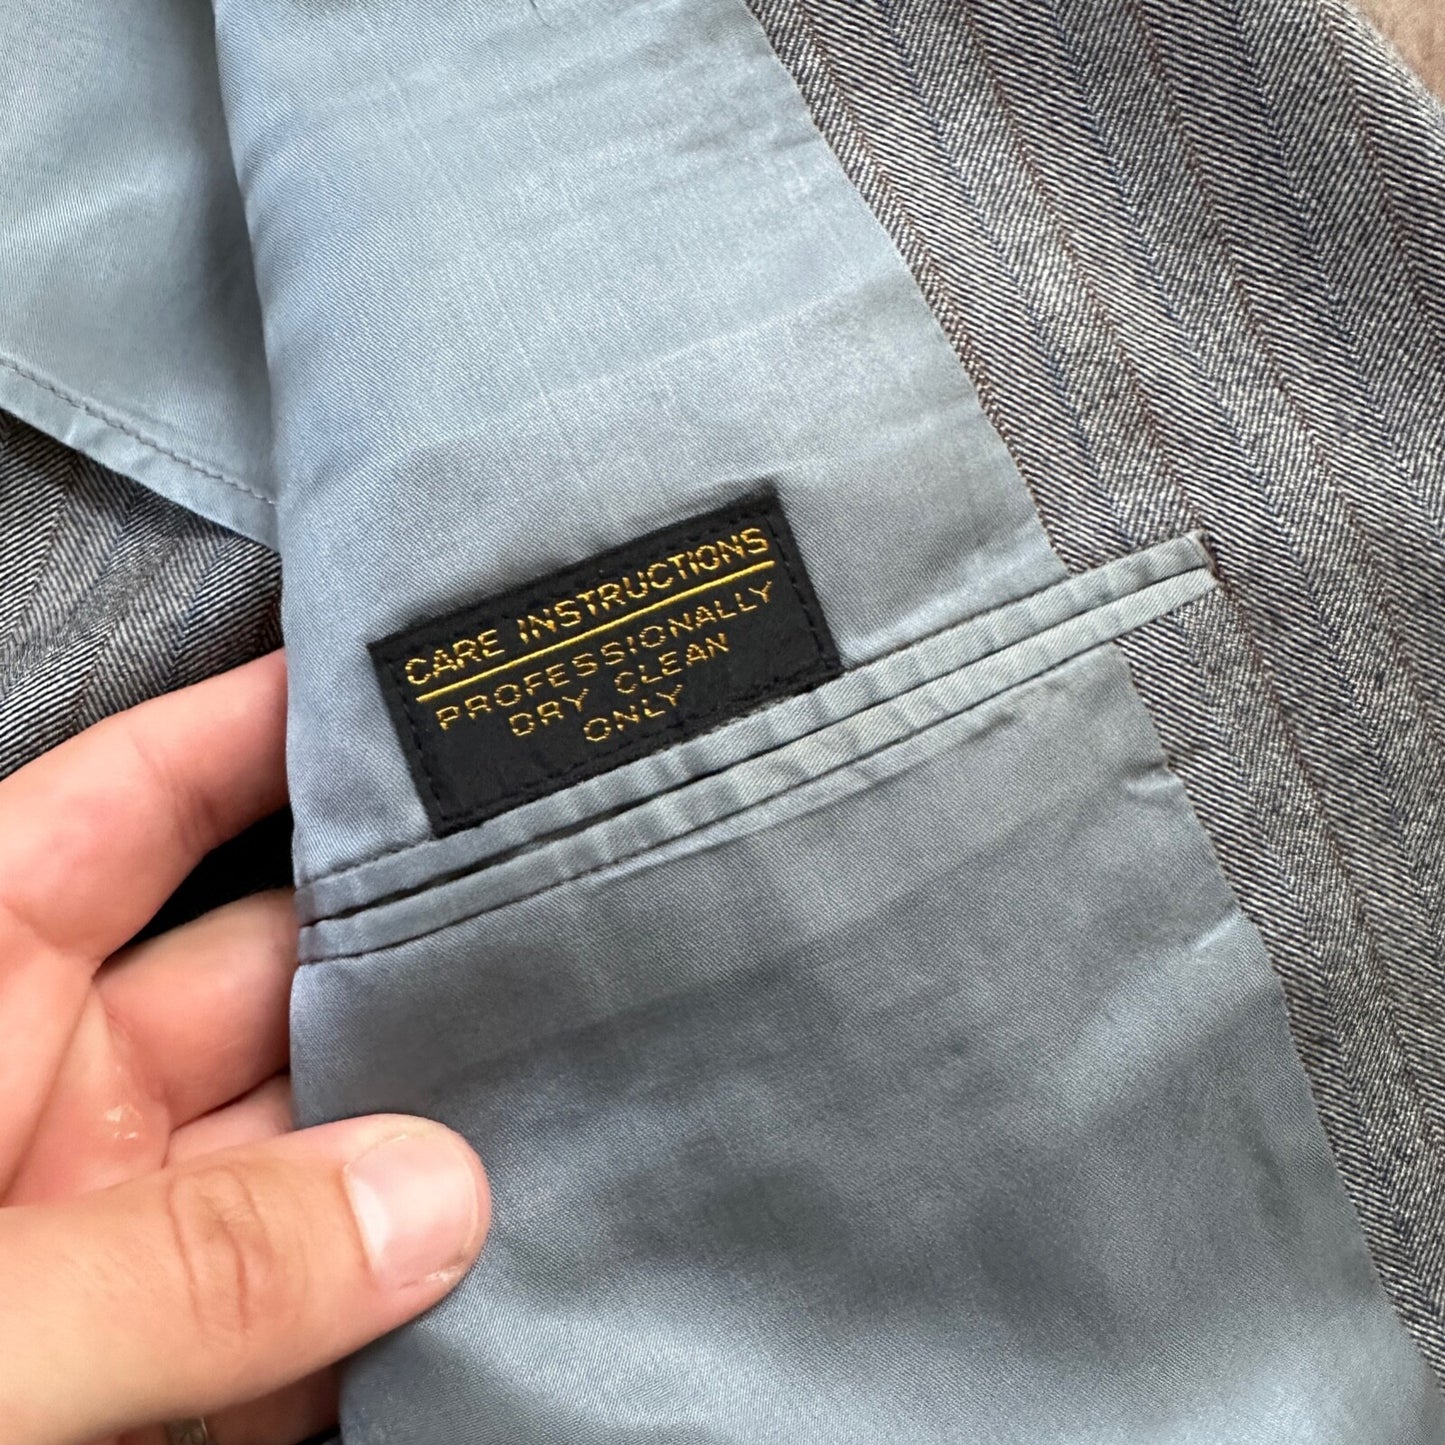 CARE INSTRUCTIONS
PROFESSIONALLY
DRY CLEAN
ONLY